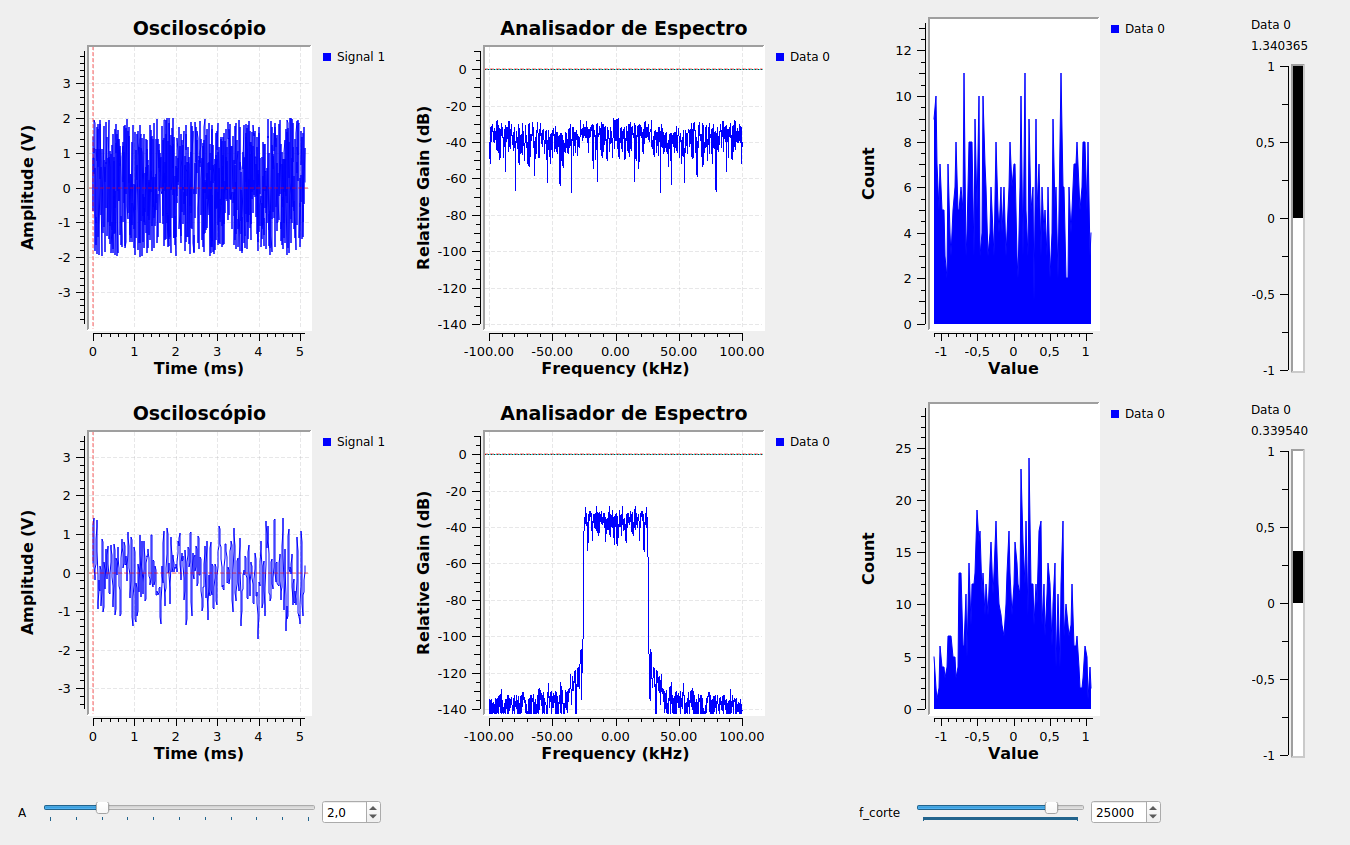 Osciloscópio
Signal 1
Amplitude (V)
3
2
1
0
-1
-2
-3
0 1 2 3 4 5
Time (ms)
Analisador de Espectro
Data 0
Relative Gain (dB)
0
-20
-40
-60
-80
-100
-120
-140
-100.00 -50.00 0.00 50.00 100.00
Frequency (kHz)
Data 0
Count
12
10
8
6
4
2
0
-1 -0,5 0 0,5 1
Value
Data 0
1.340365
1
0,5
0
-0,5
-1
Osciloscópio
Signal 1
Amplitude (V)
3
2
1
0
-1
-2
-3
0 1 2 3 4 5
Time (ms)
Analisador de Espectro
Data 0
Relative Gain (dB)
0
-20
-40
-60
-80
-100
-120
-140
-100.00 -50.00 0.00 50.00 100.00
Frequency (kHz)
Data 0
Count
25
20
15
10
5
0
-1 -0,5 0 0,5 1
Value
Data 0
0.339540
1
0,5
0
-0,5
-1
A 2,0
f_corte 25000